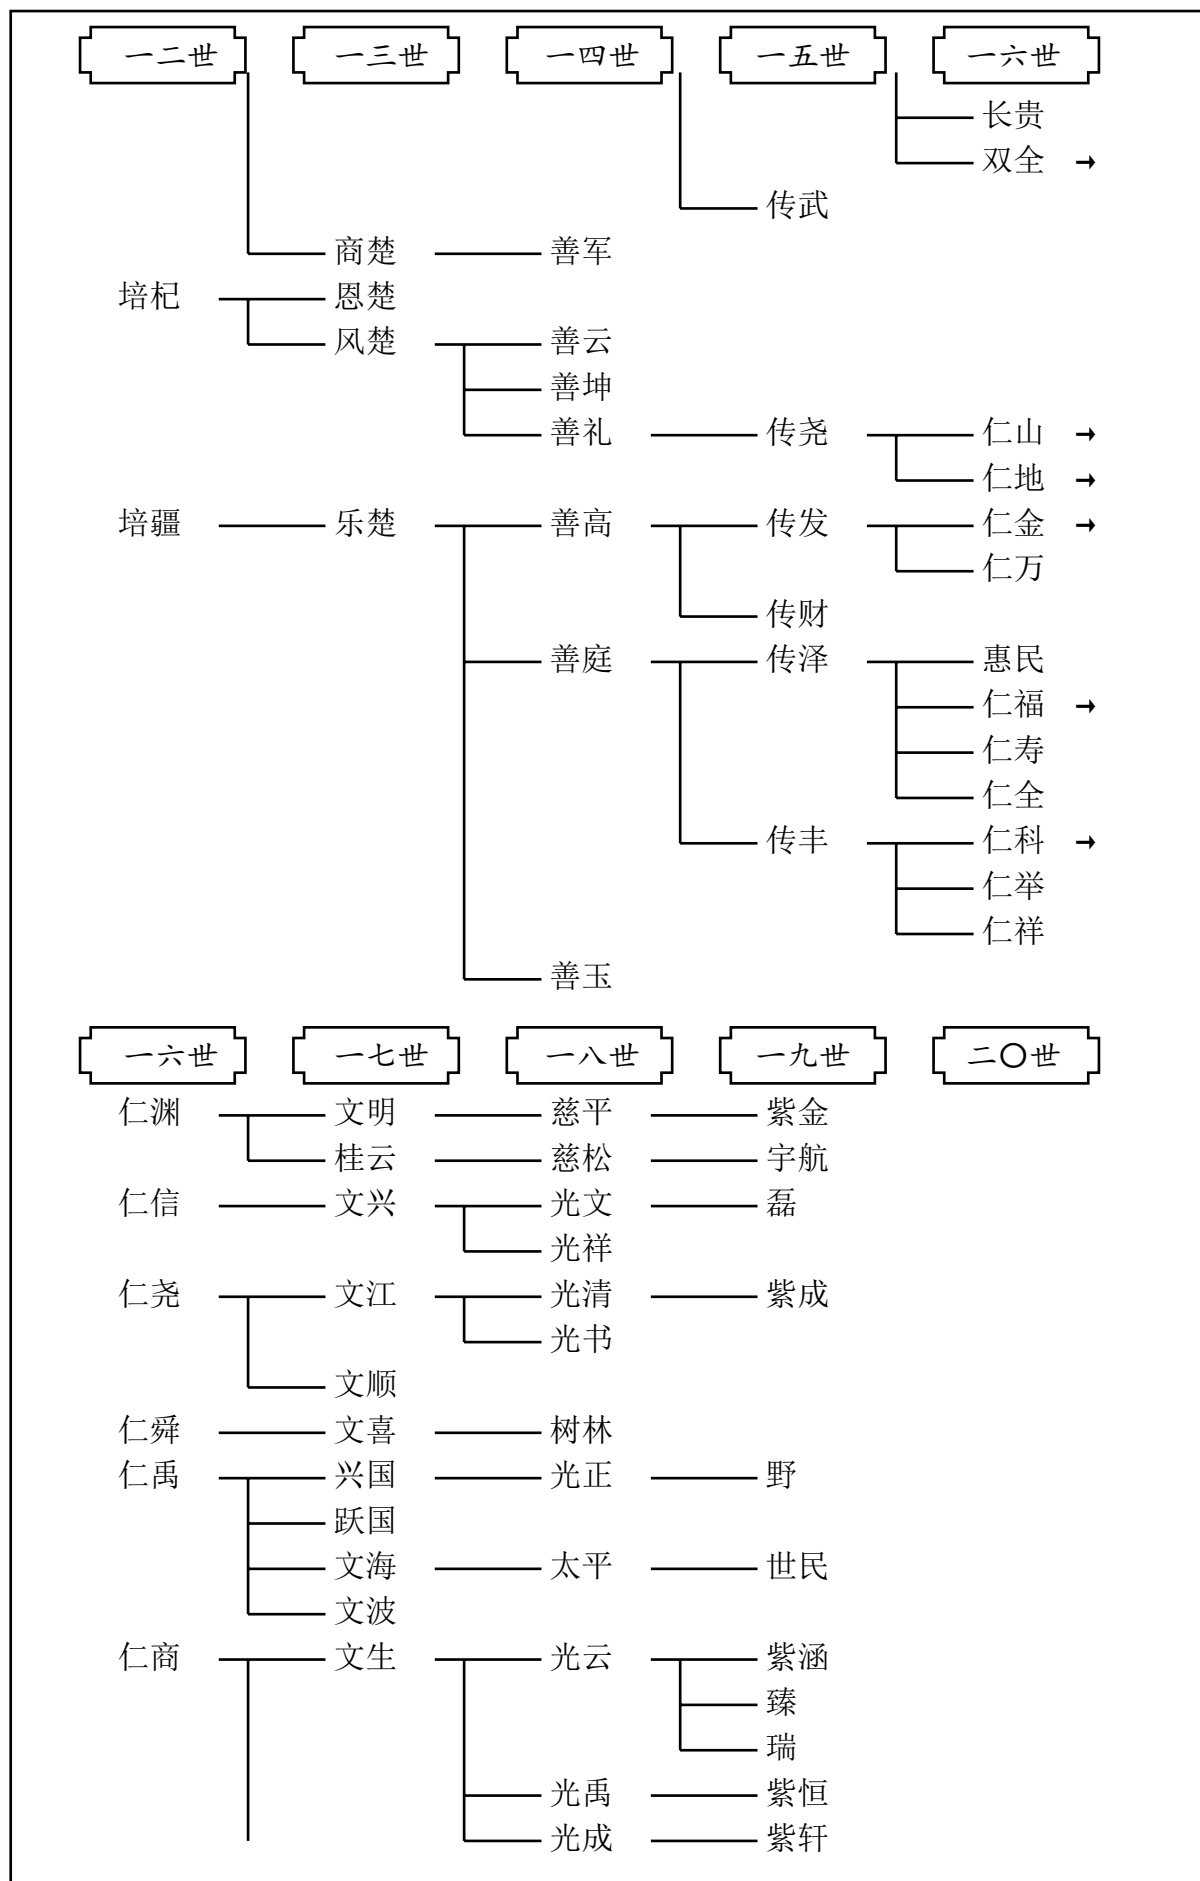 一二世 一三世 一四世 一五世 一六世
长贵
双全 →
传武
商楚 善军
培杞 恩楚
风楚 善云
善坤
善礼 传尧 仁山 →
仁地 →
培疆 乐楚 善高 传发 仁金 →
仁万
传财
善庭 传泽 惠民
仁福 →
仁寿
仁全
传丰 仁科 →
仁举
仁祥
善玉
一六世 一七世 一八世 一九世 二〇世
仁渊 文明 慈平 紫金
桂云 慈松 宇航
仁信 文兴 光文 磊
光祥
仁尧 文江 光清 紫成
光书
文顺
仁舜 文喜 树林
仁禹 兴国 光正 野
跃国
文海 太平 世民
文波
仁商 文生 光云 紫涵
臻
瑞
光禹 紫恒
光成 紫轩